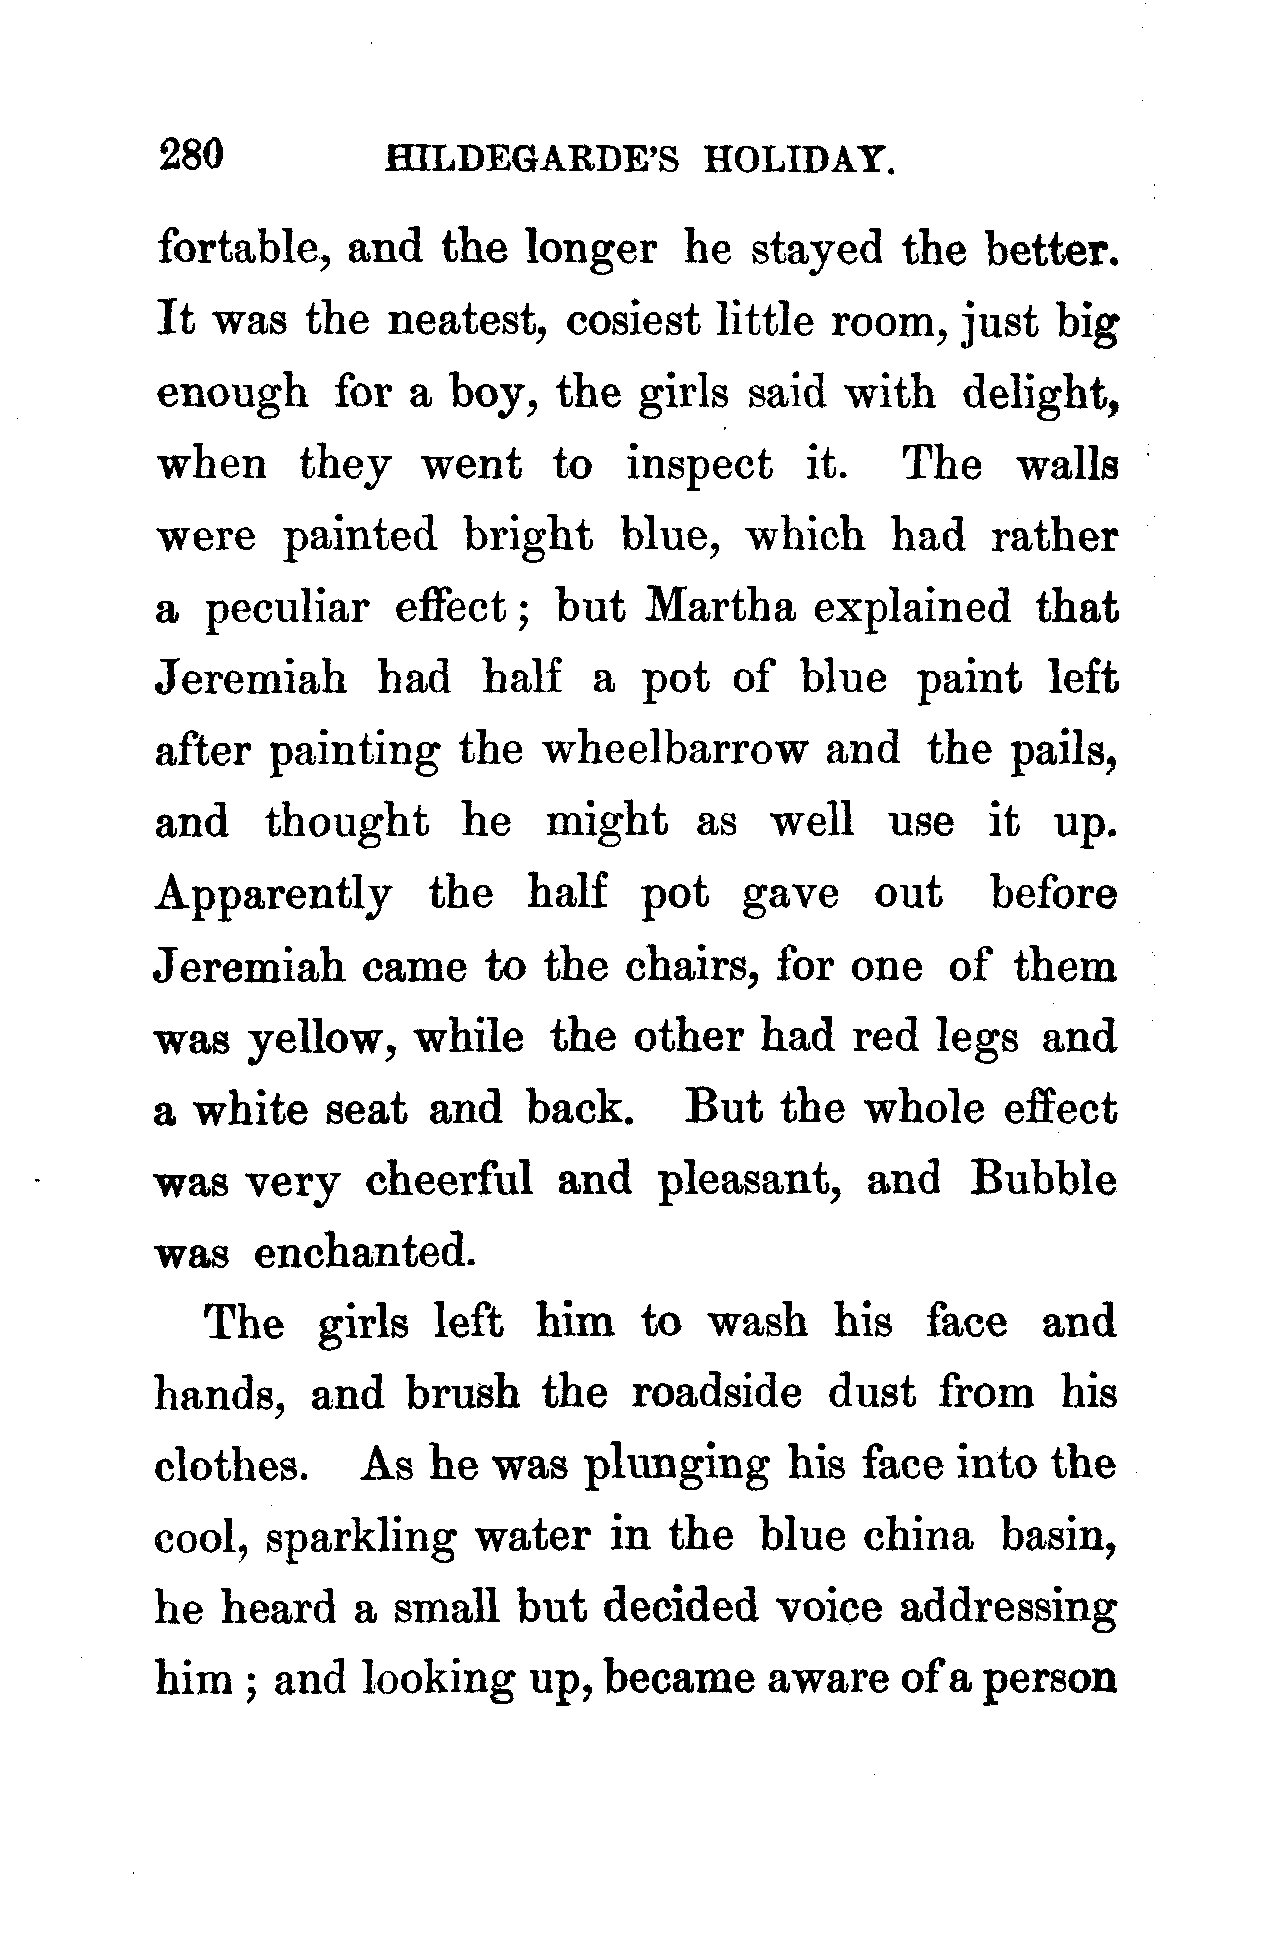 280 HILDEGARDE'S HOLIDAY.
fortable, and the longer he stayed the better.
It was the neatest, cosiest little room, just big
enough for a boy, the girls said with delight,
when they went to inspect it. The walls
were painted bright blue, which had rather
a peculiar effect ; but Martha explained that
Jeremiah had half a pot of blue paint left
after painting the wheelbarrow and the pails,
and thought he might as well use it up.
Apparently the half pot gave out before
Jeremiah came to the chairs, for one of them
was yellow, while the other had red legs and
a white seat and back. But the whole effect
was very cheerful and pleasant, and Bubble
was enchanted.
The girls left him to wash his face and
hands, and brush the roadside dust from his
clothes. As he was plunging his face into the
cool, sparkling water in the blue china basin,
he heard a small but decided voice addressing
him ; and looking up, became aware of a person